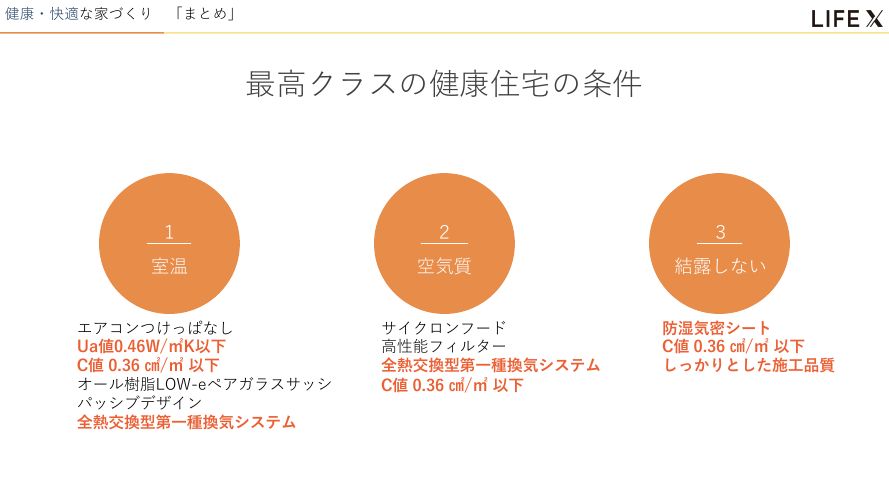 健康・快適な家づくり 「まとめ」
LIFE X
最高クラスの健康住宅の条件
1
室温
エアコンつけっぱなし
Ua値0.46W/㎡K以下
C値 0.36 ㎠/㎡ 以下
オール樹脂LOW-eペアガラスサッシ
パッシブデザイン
全熱交換型第一種換気システム
2
空気質
サイクロンフード
高性能フィルター
全熱交換型第一種換気システム
C値 0.36 ㎠/㎡ 以下
3
結露しない
防湿気密シート
C値 0.36 ㎠/㎡ 以下
しっかりとした施工品質